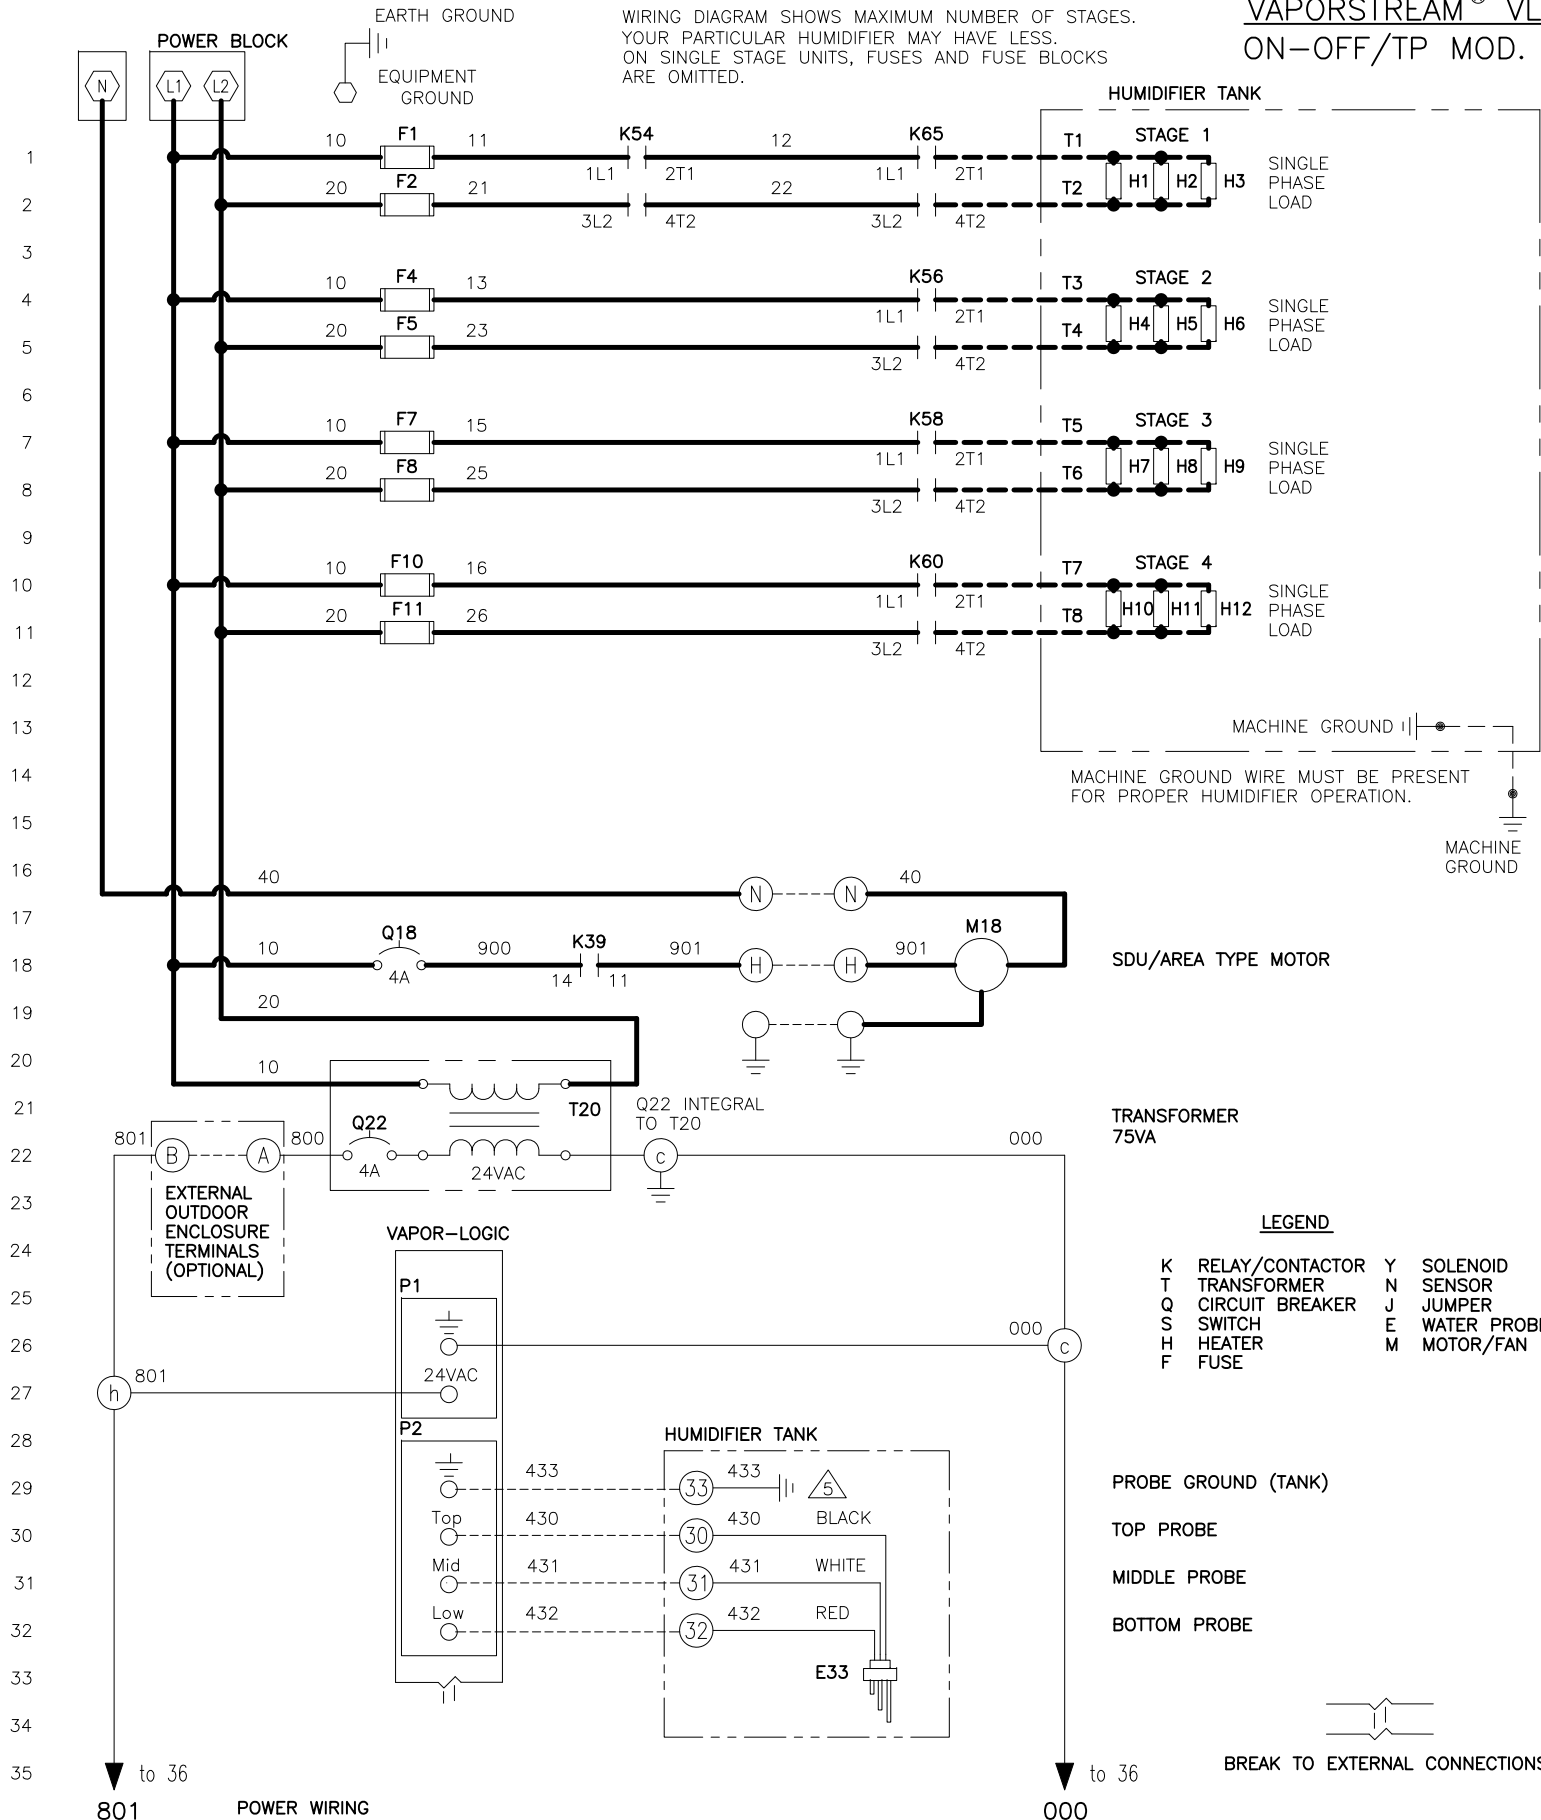 EARTH GROUND
WIRING DIAGRAM SHOWS MAXIMUM NUMBER OF STAGES.
YOUR PARTICULAR HUMIDIFIER MAY HAVE LESS.
ON SINGLE STAGE UNITS, FUSES AND FUSE BLOCKS
ARE OMITTED.
VAPORSTREAM® VL
ON-OFF/TP MOD.
POWER BLOCK
N L1 L2
EQUIPMENT
GROUND
HUMIDIFIER TANK
10 F1 11 K54 12 K65 T1 STAGE 1
1
1L1 2T1 1L1 2T1
20 F2 21 22 T2 H1 H2 H3
SINGLE
PHASE
LOAD
2
3L2 4T2 3L2 4T2
3
10 F4 13 K56 T3 STAGE 2
4
1L1 2T1
20 F5 23 T4 H4 H5 H6
SINGLE
PHASE
LOAD
5
3L2 4T2
6
10 F7 15 K58 T5 STAGE 3
7
1L1 2T1
20 F8 25 T6 H7 H8 H9
SINGLE
PHASE
LOAD
8
3L2 4T2
9
10 F10 16 K60 T7 STAGE 4
10
1L1 2T1
20 F11 26 T8 H10 H11 H12
SINGLE
PHASE
LOAD
11
3L2 4T2
12
13 MACHINE GROUND
14
MACHINE GROUND WIRE MUST BE PRESENT
FOR PROPER HUMIDIFIER OPERATION.
15
MACHINE
GROUND
16
40 N N 40
17
10 Q18 900 K39 901 H H 901 M18
18 SDU/AREA TYPE MOTOR
4A 14 11
20
19
20
10
21
T20
Q22 INTEGRAL
TO T20
TRANSFORMER
75VA
801 B A 800 Q22 c 000
22
4A 24VAC
EXTERNAL
OUTDOOR
ENCLOSURE
TERMINALS
(OPTIONAL)
23
LEGEND
24
VAPOR-LOGIC
K RELAY/CONTACTOR Y SOLENOID
T TRANSFORMER N SENSOR
Q CIRCUIT BREAKER J JUMPER
S SWITCH E WATER PROBE
H HEATER M MOTOR/FAN
F FUSE
25
P1
26 000 c
24VAC
27 h 801
28
P2
HUMIDIFIER TANK
29 433 33 433 5 PROBE GROUND (TANK)
30 Top 430 30 430 BLACK TOP PROBE
31 Mid 431 31 431 WHITE MIDDLE PROBE
32 Low 432 32 432 RED BOTTOM PROBE
33 E33
34
35 to 36 to 36 BREAK TO EXTERNAL CONNECTIONS
801 POWER WIRING 000